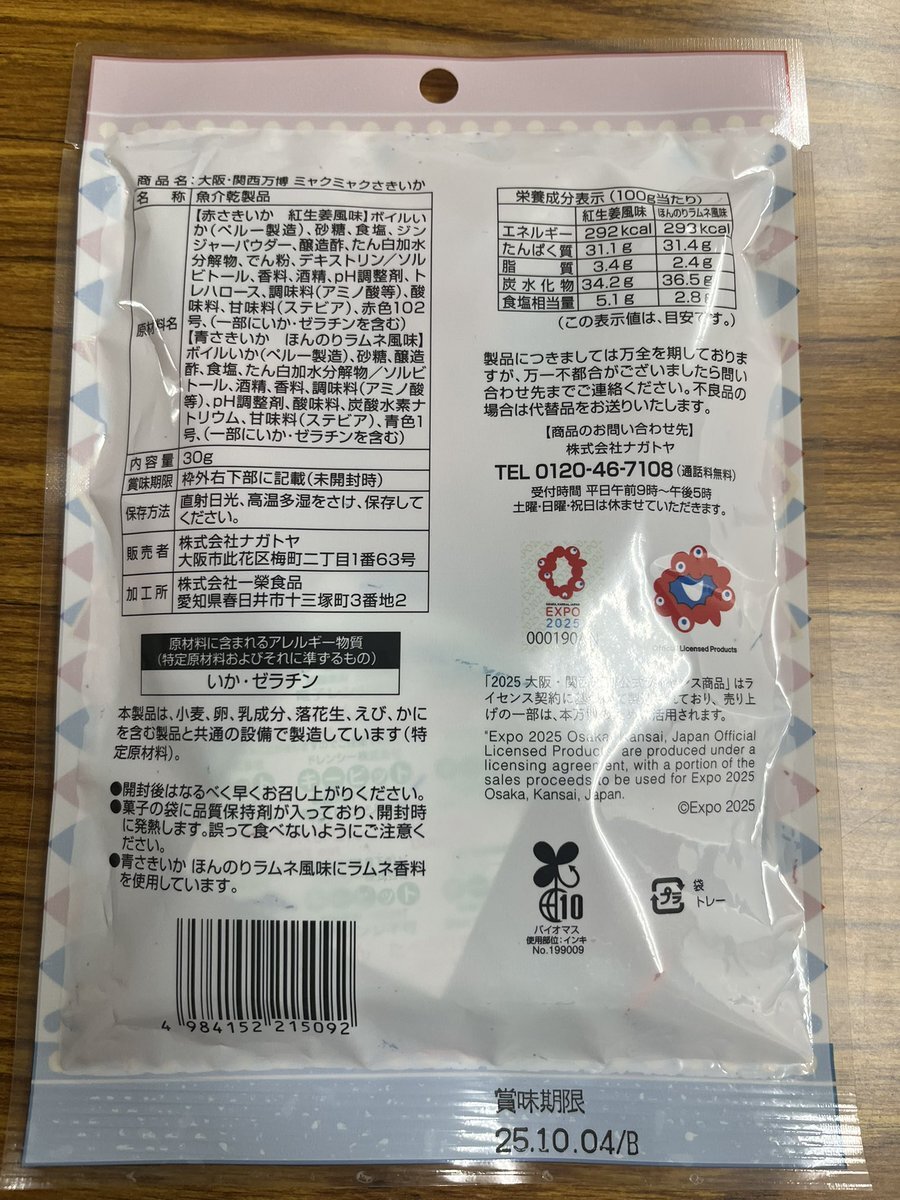 商品名：大阪・関西万博 ミャクミャクさきいか
名称 魚介乾製品
原材料名
【赤さきいか 紅生姜風味】ボイルい
か（ペルー製造）、砂糖、食塩、ジン
ジャーパウダー、醸造酢、たん白加水
分解物、でん粉、デキストリン／ソル
ビトール、香料、酒精、pH調整剤、ト
レハロース、調味料（アミノ酸等）、酸
味料、甘味料（ステビア）、赤色102
号、（一部にいか・ゼラチンを含む）
【青さきいか ほんのりラムネ風味】
ボイルいか（ペルー製造）、砂糖、醸造
酢、食塩、たん白加水分解物／ソルビ
トール、酒精、香料、調味料（アミノ酸
等）、pH調整剤、酸味料、炭酸水素ナ
トリウム、甘味料（ステビア）、青色1
号、（一部にいか・ゼラチンを含む）
内容量 30g
賞味期限 枠外右下部に記載（未開封時）
保存方法 直射日光、高温多湿をさけ、保存して
ください。
販売者 株式会社ナガトヤ
大阪市此花区梅町二丁目1番63号
加工所 株式会社一榮食品
愛知県春日井市十三塚町3番地2
原材料に含まれるアレルギー物質
（特定原材料およびそれに準ずるもの）
いか・ゼラチン
本製品は、小麦、卵、乳成分、落花生、えび、かに
を含む製品と共通の設備で製造しています（特
定原材料）。
●開封後はなるべく早くお召し上がりください。
●菓子の袋に品質保持剤が入っており、開封時
に発熱します。誤って食べないようにご注意く
ださい。
●青さきいか ほんのりラムネ風味にラムネ香料
を使用しています。
4 984152 215092
栄養成分表示（100g当たり）
紅生姜風味 ほんのりラムネ風味
エネルギー 292kcal 293kcal
たんぱく質 31.1g 31.4g
脂質 3.4g 2.4g
炭水化物 34.2g 36.5g
食塩相当量 5.1g 2.8g
（この表示値は、目安です。）
製品につきましては万全を期しておりま
すが、万一不都合がございましたら問い
合わせ先までご連絡ください。不良品の
場合は代替品をお送りいたします。
【商品のお問い合わせ先】
株式会社ナガトヤ
TEL 0120-46-7108（通話料無料）
受付時間 平日午前9時～午後5時
土曜・日曜・祝日は休ませていただきます。
OSAKA, KANSAI, JAPAN
EXPO
2025
000190
Licensed Products
「2025 大阪・関西 公式ライセンス商品」はラ
イセンス契約に ており、売り上
げの一部は、本万博 活用されます。
"Expo 2025 Osaka, Kansai, Japan Official
Licensed Products" are produced under a
licensing agreement, with a portion of the
sales proceeds to be used for Expo 2025
Osaka, Kansai, Japan.
©Expo 2025
10
バイオマス
使用部位：インキ
No.199009
プラ
袋
トレー
賞味期限
25.10.04/B